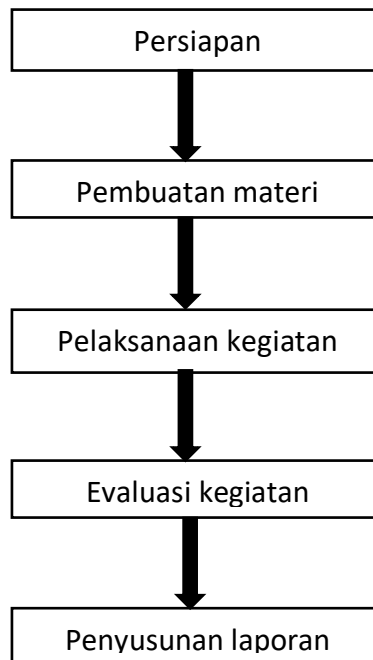 Persiapan
Pembuatan materi
Pelaksanaan kegiatan
Evaluasi kegiatan
Penyusunan laporan